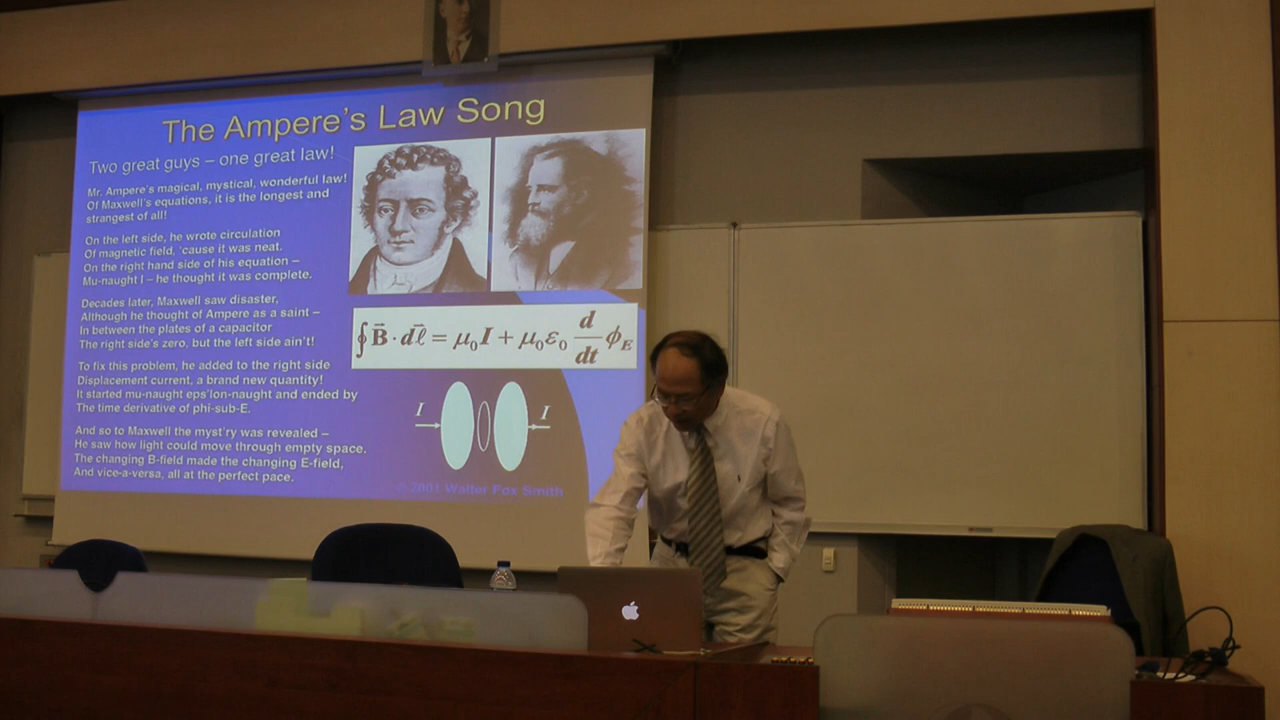 The Ampere's Law Song
Two great guys – one great law!
Mr. Ampere's magical, mystical, wonderful law!
Of Maxwell's equations, it is the longest and
strangest of all!
On the left side, he wrote circulation
Of magnetic field, 'cause it was neat.
On the right hand side of his equation –
Mu-naught I – he thought it was complete.
Decades later, Maxwell saw disaster,
Although he thought of Ampere as a saint –
In between the plates of a capacitor
The right side's zero, but the left side ain't!
To fix this problem, he added to the right side
Displacement current, a brand new quantity!
It started mu-naught eps'lon-naught and ended by
The time derivative of phi-sub-E.
And so to Maxwell the myst'ry was revealed –
He saw how light could move through empty space.
The changing B-field made the changing E-field,
And vice-a-versa, all at the perfect pace.
∮B⃗ · dℓ⃗ = μ₀I + μ₀ε₀ d/dt ϕ_E
I I
© 2001 Walter Fox Smith